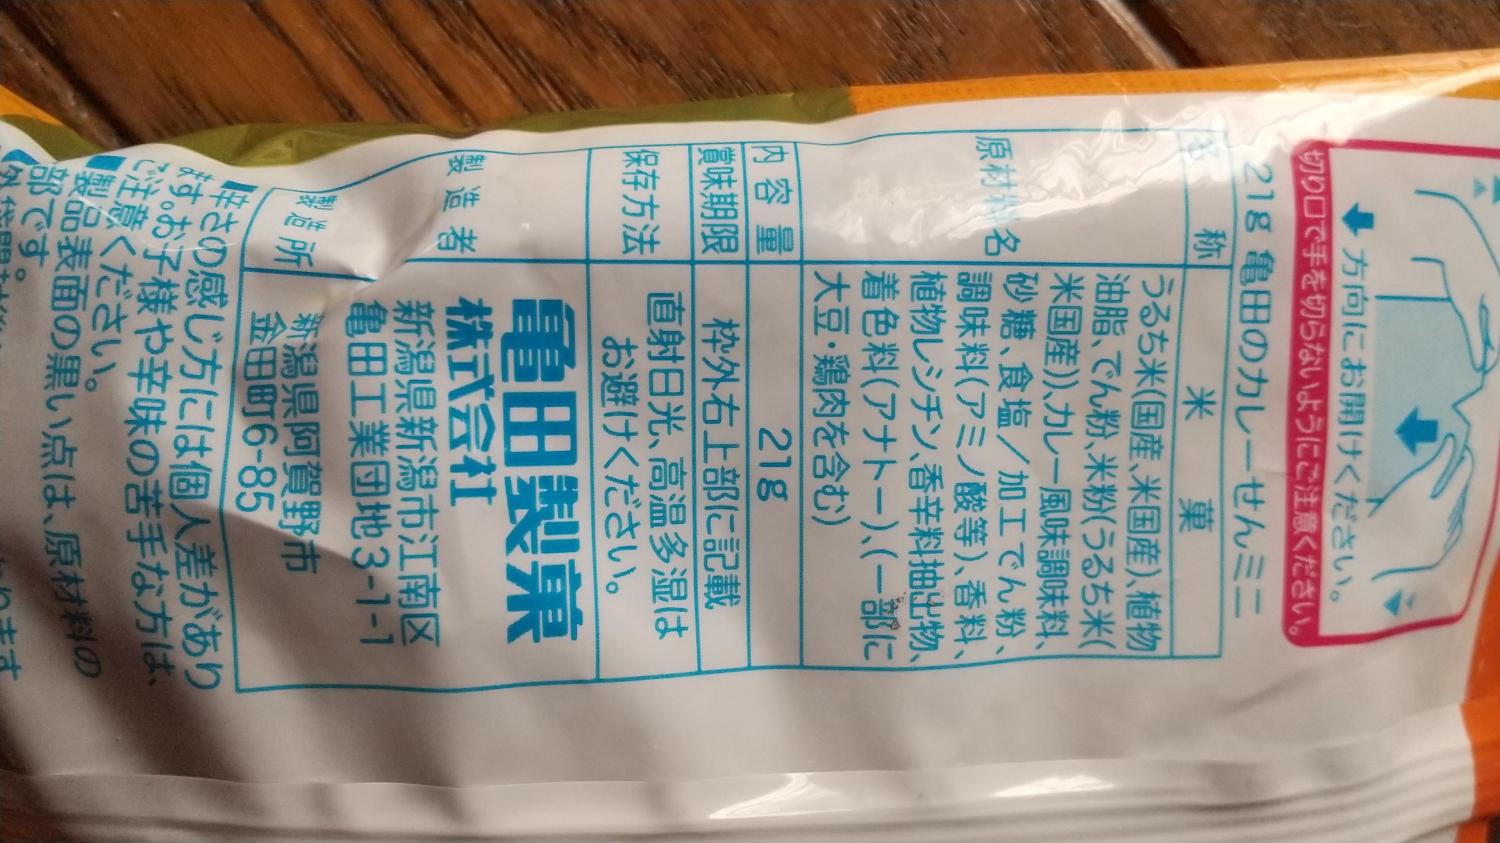 方向にお開けください。
切り口で手を切らないようにご注意ください。
21g 亀田のカレーせんミニ
名称 米菓
原材料名 うるち米(国産、米国産)、植物
油脂、でん粉、米粉(うるち米(
米国産))、カレー風味調味料、
砂糖、食塩/加工でん粉、
調味料(アミノ酸等)、香料、
植物レシチン、香辛料抽出物、
着色料(アナトー)、(一部に
大豆・鶏肉を含む)
内容量 21g
賞味期限 枠外右上部に記載
保存方法 直射日光、高温多湿は
お避けください。
製造者 亀田製菓
株式会社
新潟県新潟市江南区
亀田工業団地3-1-1
製造所 新潟県阿賀野市
金田町6-85
■辛さの感じ方には個人差があり
ます。お子様や辛味の苦手な方は、
ご注意ください。
■製品表面の黒い点は、原材料の
一部です。